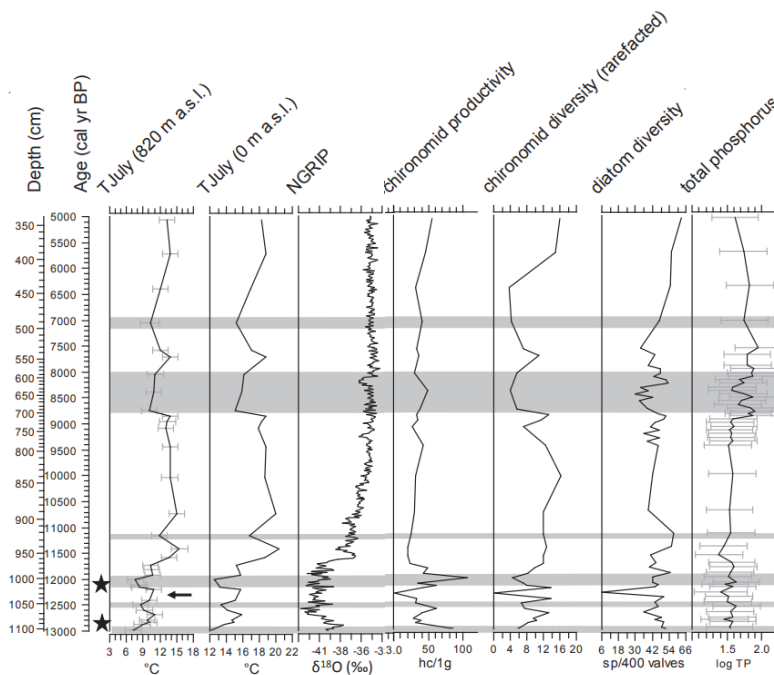 Depth (cm)
Age (cal yr BP)
TJuly (820 m a.s.l.)
TJuly (0 m a.s.l.)
NGRIP
chironomid productivity
chironomid diversity (rarefacted)
diatom diversity
total phosphorus
350
400
450
500
550
600
650
700
750
800
850
900
950
1000
1050
1100
5000
5500
6000
6500
7000
7500
8000
8500
9000
9500
10000
10500
11000
11500
12000
12500
13000
3 6 9 12 15 18
°C
12 14 16 18 20 22
°C
-41 -38 -36 -33
δ18O (‰)
3.0 50 100
hc/1g
0 4 8 12 16 20
6 18 30 42 54 66
sp/400 valves
1.5 2.0
log TP